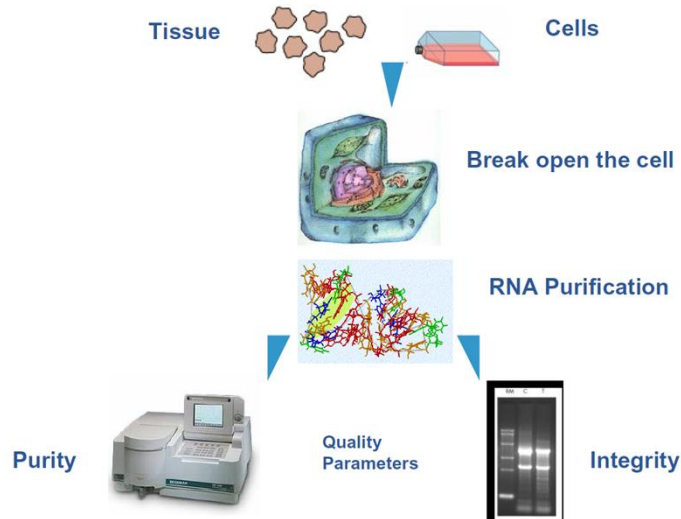 Tissue
Cells
Break open the cell
RNA Purification
Purity
Quality
Parameters
Integrity
C